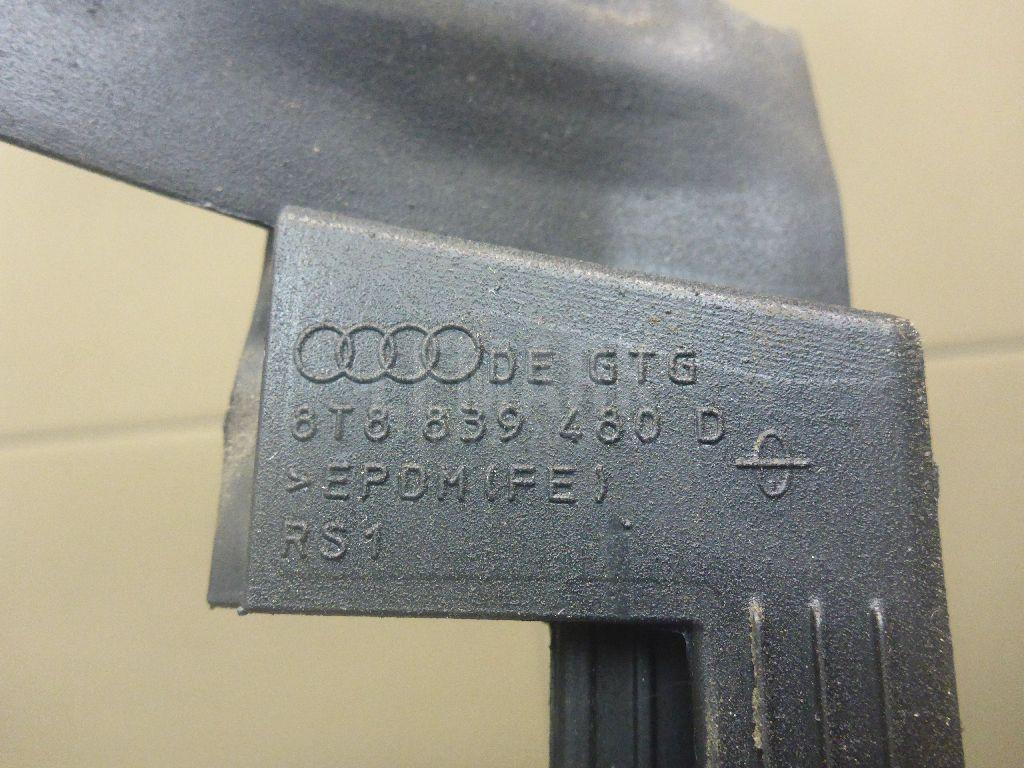 DE GTG
8T8 839 480 D
>EPDM(FE)
RS1